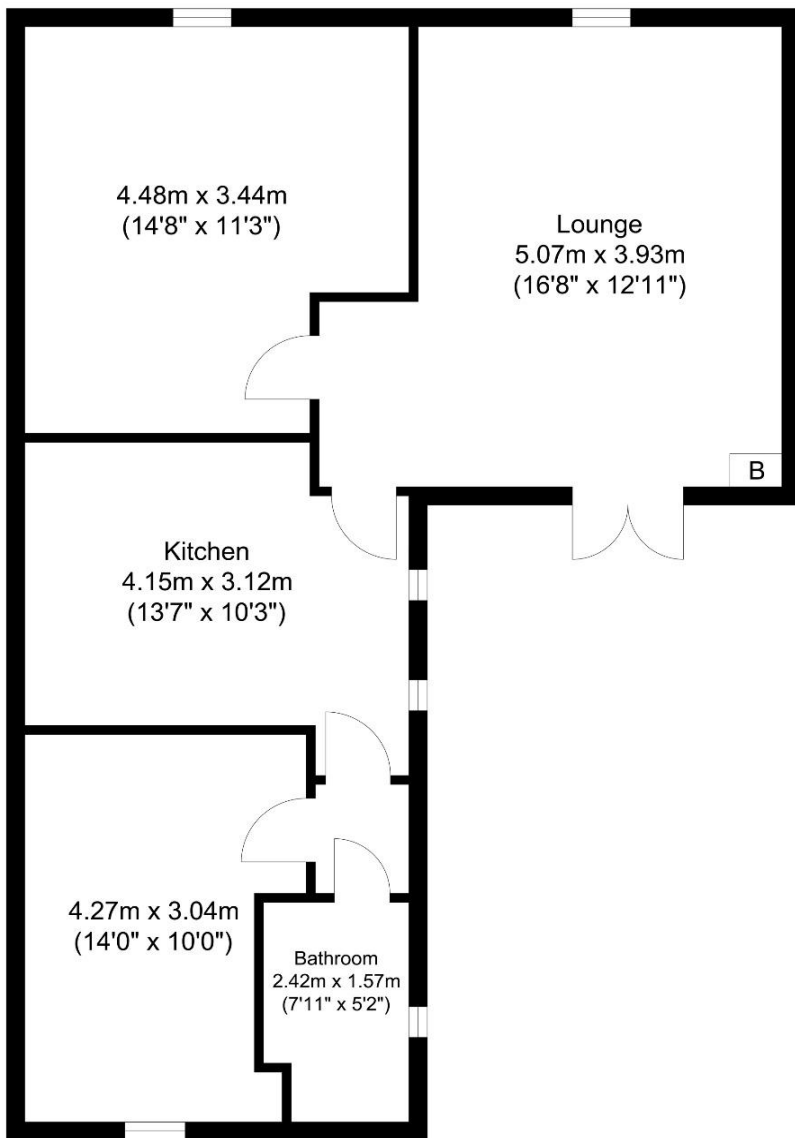 4.48m x 3.44m
(14'8" x 11'3")
Lounge
5.07m x 3.93m
(16'8" x 12'11")
B
Kitchen
4.15m x 3.12m
(13'7" x 10'3")
4.27m x 3.04m
(14'0" x 10'0")
Bathroom
2.42m x 1.57m
(7'11" x 5'2")